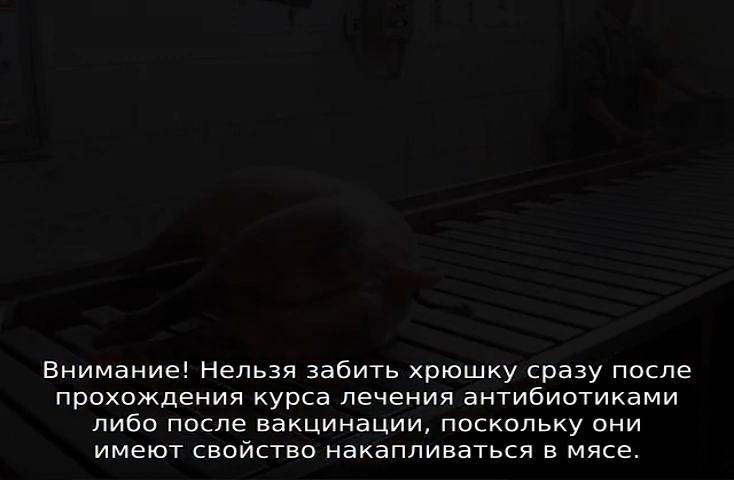 Внимание! Нельзя забить хрюшку сразу после
прохождения курса лечения антибиотиками
либо после вакцинации, поскольку они
имеют свойство накапливаться в мясе.